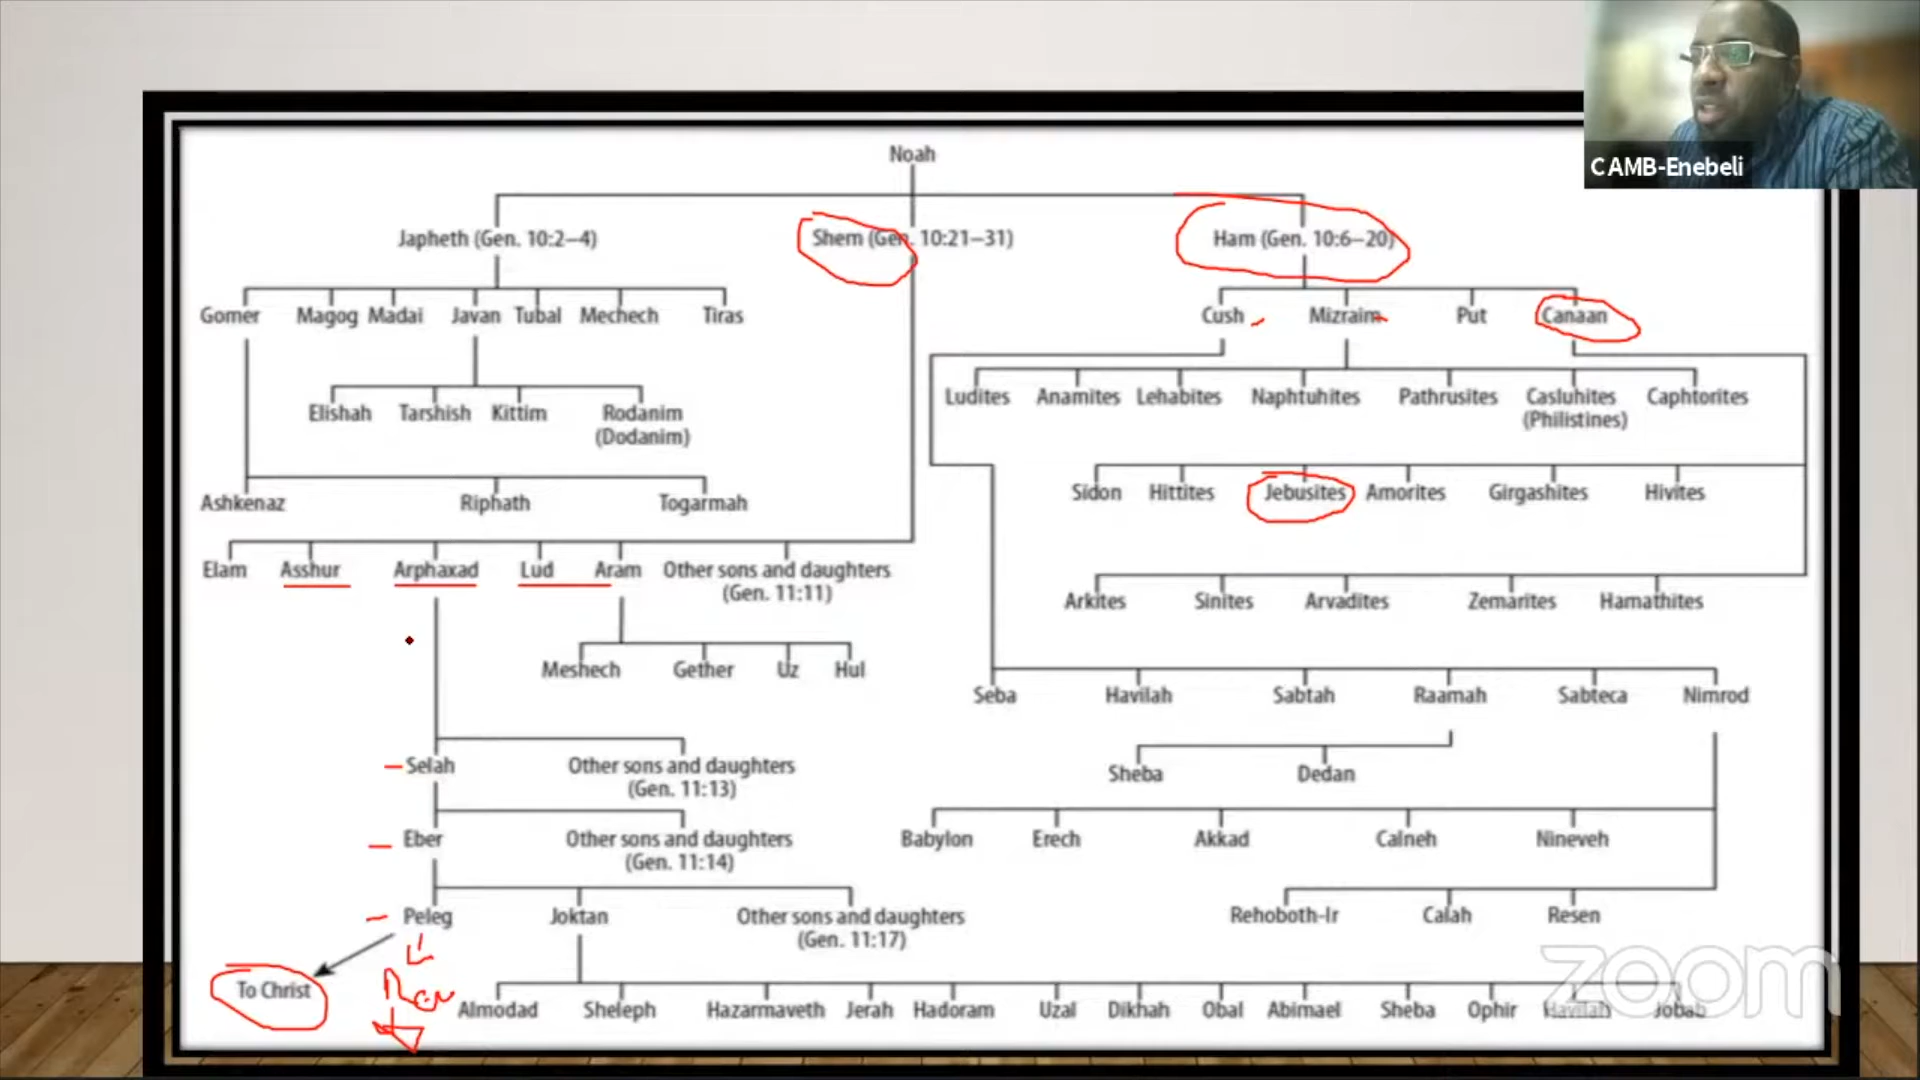 CAMB-Enebeli
Noah
Japheth (Gen. 10:2–4) Shem (Gen. 10:21–31) Ham (Gen. 10:6–20)
Gomer Magog Madai Javan Tubal Mechech Tiras Cush Mizraim Put Canaan
Ludites Anamites Lehabites Naphtuhites Pathrusites Casluhites Caphtorites
(Philistines)
Elishah Tarshish Kittim Rodanim
(Dodanim)
Sidon Hittites Jebusites Amorites Girgashites Hivites
Ashkenaz Riphath Togarmah
Elam Asshur Arphaxad Lud Aram Other sons and daughters
(Gen. 11:11)
Arkites Sinites Arvadites Zemarites Hamathites
Meshech Gether Uz Hul
Seba Havilah Sabtah Raamah Sabteca Nimrod
Selah Other sons and daughters
(Gen. 11:13)
Sheba Dedan
Eber Other sons and daughters
(Gen. 11:14)
Babylon Erech Akkad Calneh Nineveh
Peleg Joktan Other sons and daughters
(Gen. 11:17)
Rehoboth-Ir Calah Resen
To Christ
Almodad Sheleph Hazarmaveth Jerah Hadoram Uzal Dikhah Obal Abimael Sheba Ophir Havilah Jobab
zoom